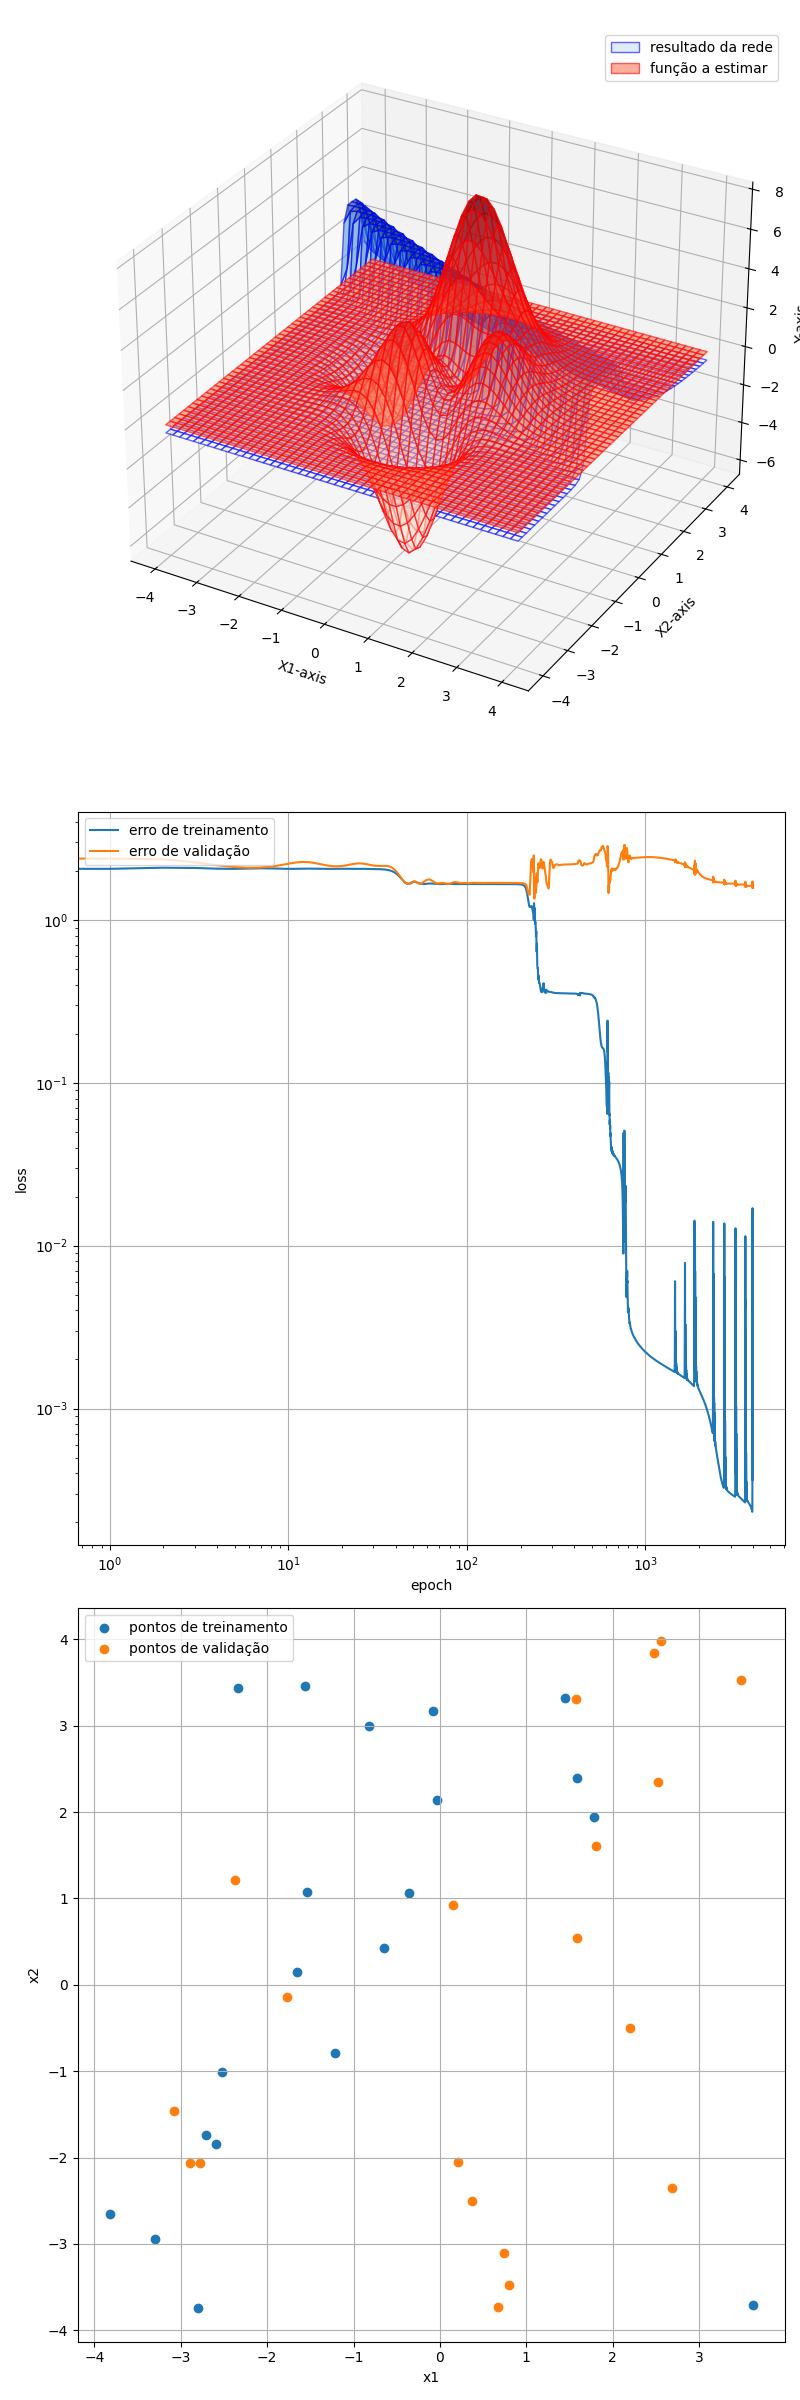 resultado da rede
função a estimar
8
6
4
2
0
−2
−4
−6
−4
−3
−2
−1
0
1
2
3
4
X1-axis
−4
−3
−2
−1
0
1
2
3
4
X2-axis
erro de treinamento
erro de validação
10⁰
10⁻¹
10⁻²
10⁻³
loss
10⁰ 10¹ 10² 10³
epoch
pontos de treinamento
pontos de validação
4
3
2
1
0
−1
−2
−3
−4
x2
−4 −3 −2 −1 0 1 2 3
x1